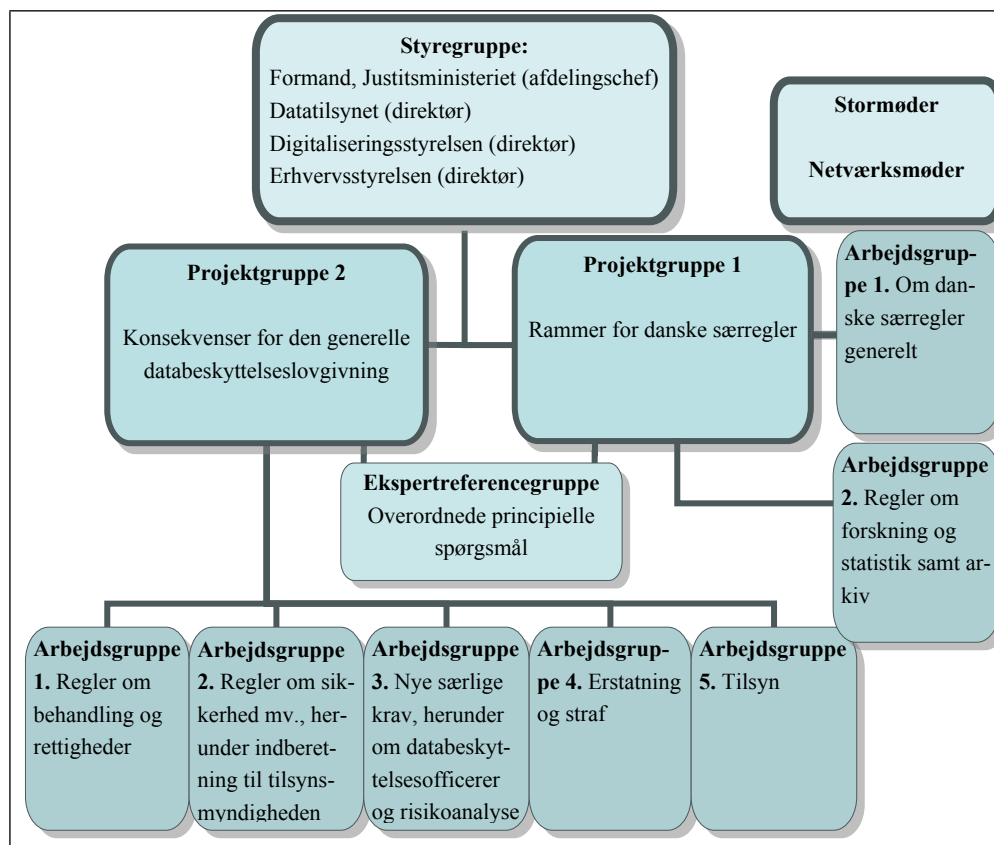 Styregruppe:
Formand, Justitsministeriet (afdelingschef)
Datatilsynet (direktør)
Digitaliseringsstyrelsen (direktør)
Erhvervsstyrelsen (direktør)
Stormøder
Netværksmøder
Projektgruppe 2
Konsekvenser for den generelle
databeskyttelseslovgivning
Projektgruppe 1
Rammer for danske særregler
Arbejdsgrup-
pe 1. Om dan-
ske særregler
generelt
Ekspertreferencegruppe
Overordnede principielle
spørgsmål
Arbejdsgruppe
2. Regler om
forskning og
statistik samt ar-
kiv
Arbejdsgruppe
1. Regler om
behandling og
rettigheder
Arbejdsgruppe
2. Regler om sik-
kerhed mv., her-
under indberet-
ning til tilsyns-
myndigheden
Arbejdsgruppe
3. Nye særlige
krav, herunder
om databeskyt-
telsesofficerer
og risikoanalyse
Arbejdsgrup-
pe 4. Erstatning
og straf
Arbejdsgruppe
5. Tilsyn